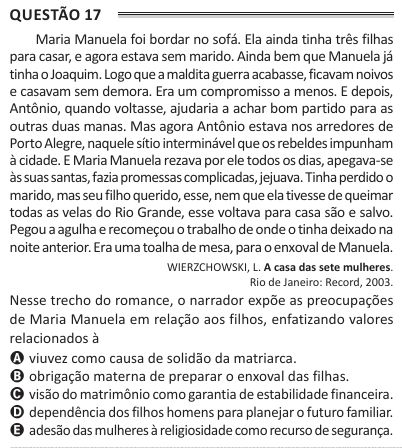 QUESTÃO 17
Maria Manuela foi bordar no sofá. Ela ainda tinha três filhas
para casar, e agora estava sem marido. Ainda bem que Manuela já
tinha o Joaquim. Logo que a maldita guerra acabasse, ficavam noivos
e casavam sem demora. Era um compromisso a menos. E depois,
Antônio, quando voltasse, ajudaria a achar bom partido para as
outras duas manas. Mas agora Antônio estava nos arredores de
Porto Alegre, naquele sítio interminável que os rebeldes impunham
à cidade. E Maria Manuela rezava por ele todos os dias, apegava-se
às suas santas, fazia promessas complicadas, jejuava. Tinha perdido o
marido, mas seu filho querido, esse, nem que ela tivesse de queimar
todas as velas do Rio Grande, esse voltava para casa são e salvo.
Pegou a agulha e recomeçou o trabalho de onde o tinha deixado na
noite anterior. Era uma toalha de mesa, para o enxoval de Manuela.
WIERZCHOWSKI, L. A casa das sete mulheres.
Rio de Janeiro: Record, 2003.
Nesse trecho do romance, o narrador expõe as preocupações
de Maria Manuela em relação aos filhos, enfatizando valores
relacionados à
A viuvez como causa de solidão da matriarca.
B obrigação materna de preparar o enxoval das filhas.
C visão do matrimônio como garantia de estabilidade financeira.
D dependência dos filhos homens para planejar o futuro familiar.
E adesão das mulheres à religiosidade como recurso de segurança.